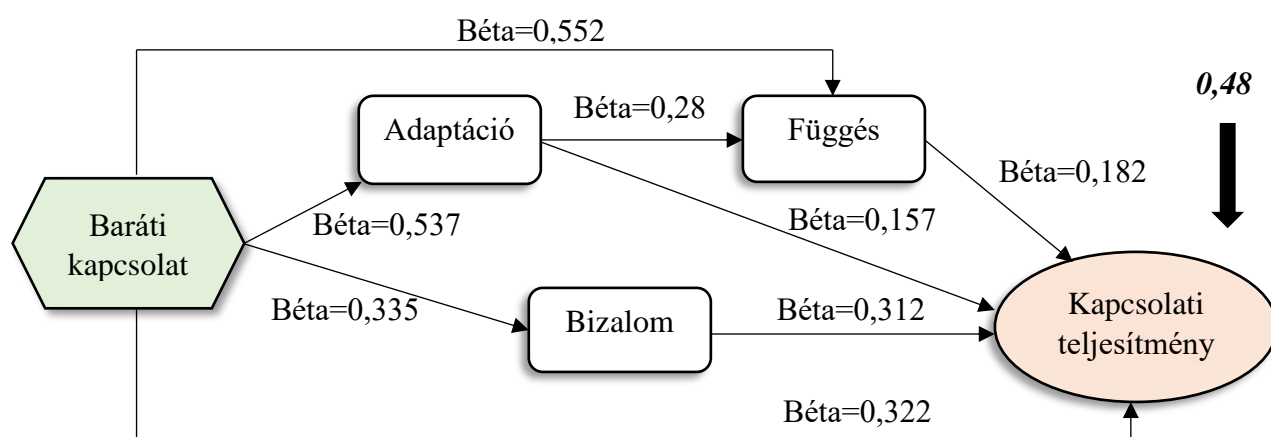 Béta=0,552
0,48
Adaptáció
Béta=0,28
Függés
Béta=0,182
Baráti
kapcsolat
Béta=0,537
Béta=0,157
Béta=0,335
Bizalom
Béta=0,312
Kapcsolati
teljesítmény
Béta=0,322